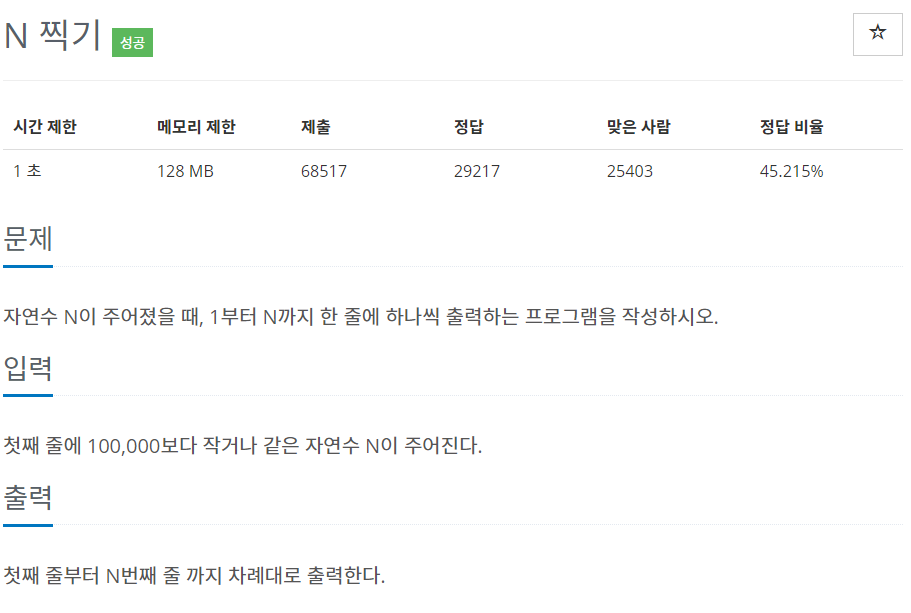 N 찍기 성공
☆
시간 제한 메모리 제한 제출 정답 맞은 사람 정답 비율
1 초 128 MB 68517 29217 25403 45.215%
문제
자연수 N이 주어졌을 때, 1부터 N까지 한 줄에 하나씩 출력하는 프로그램을 작성하시오.
입력
첫째 줄에 100,000보다 작거나 같은 자연수 N이 주어진다.
출력
첫째 줄부터 N번째 줄 까지 차례대로 출력한다.